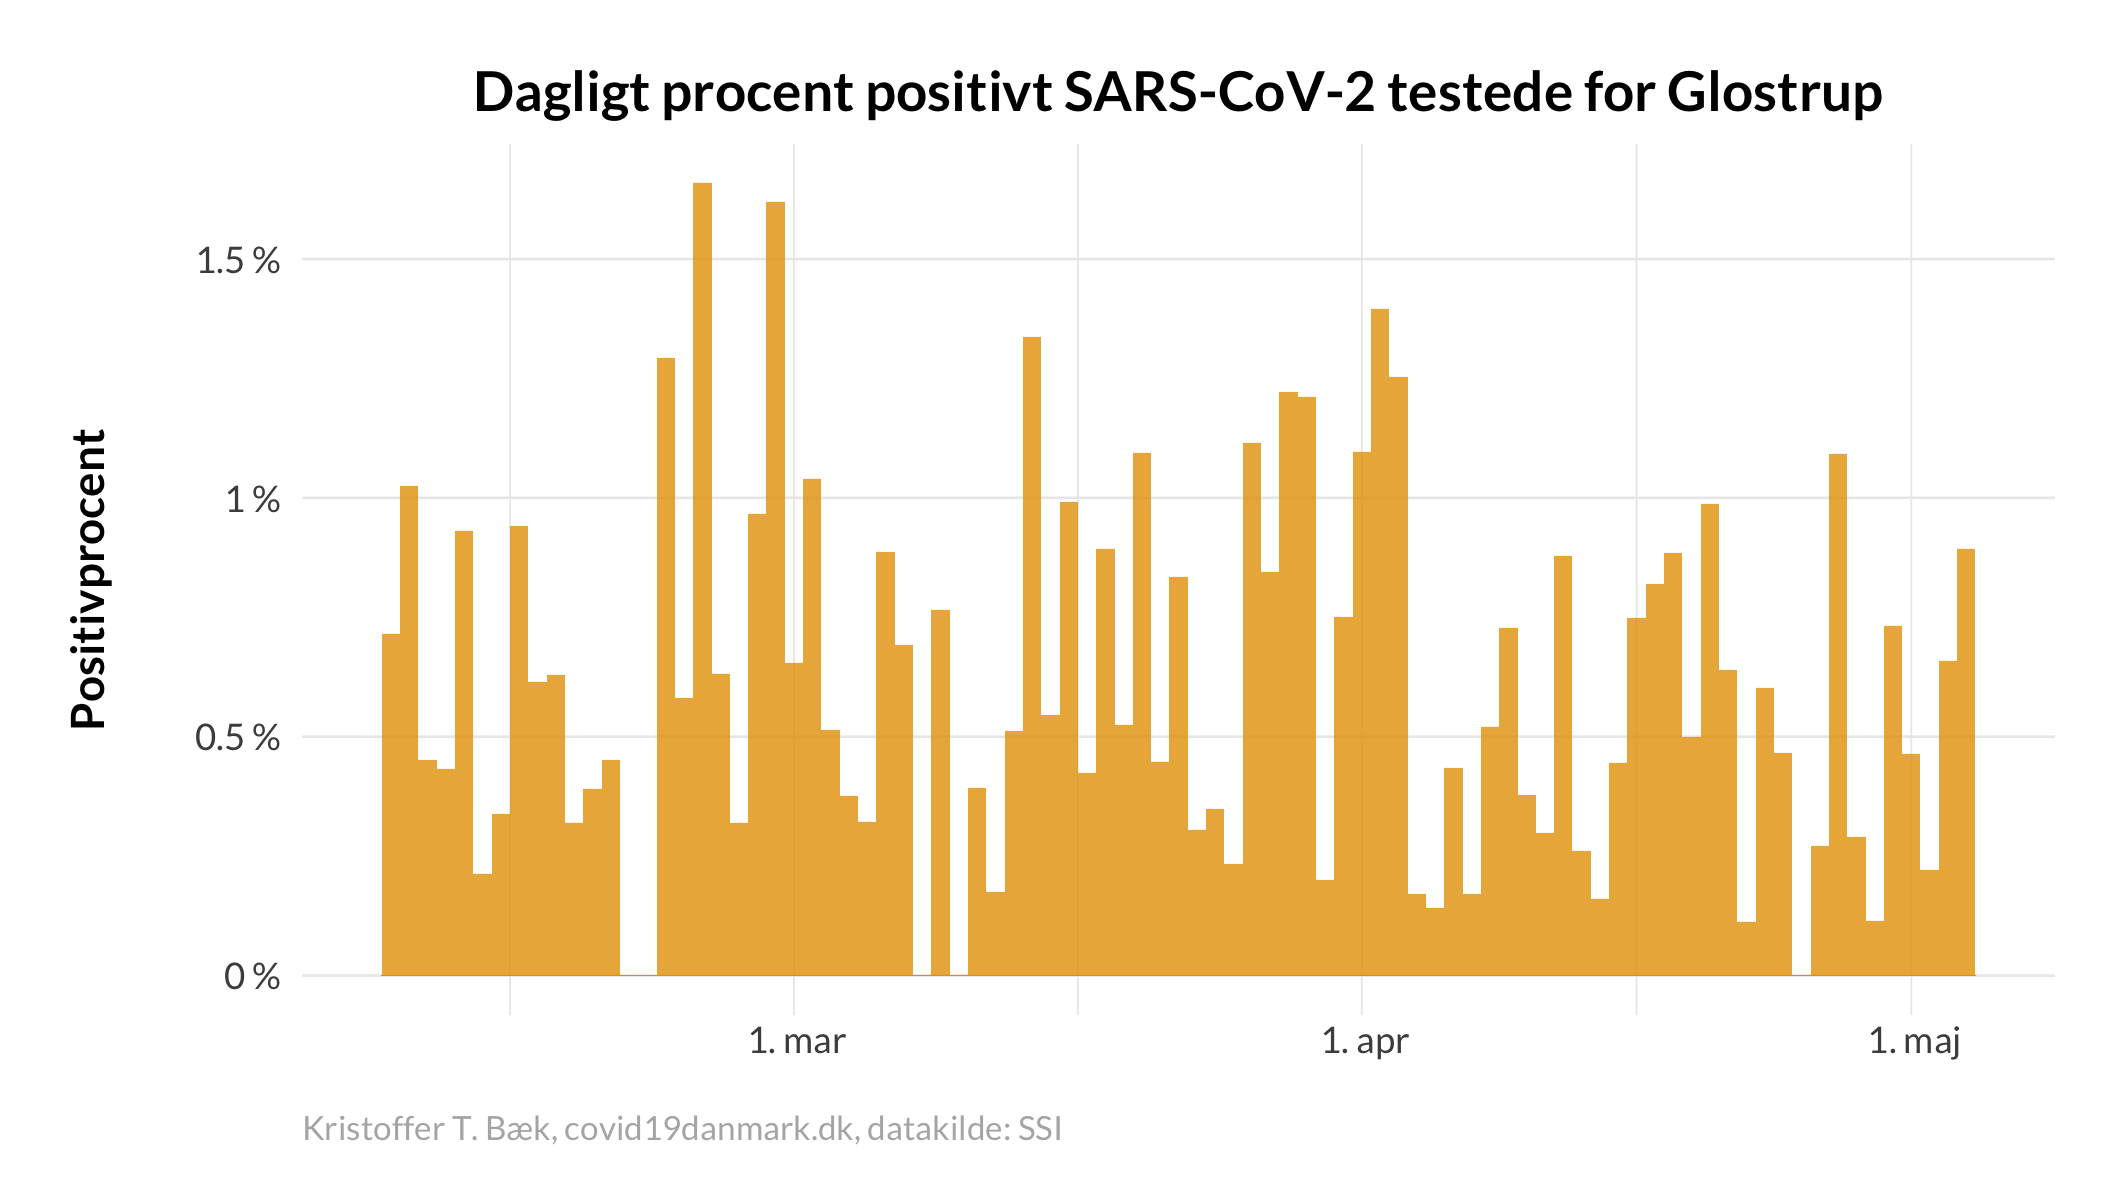 Dagligt procent positivt SARS-CoV-2 testede for Glostrup
Positivprocent
1.5 %
1 %
0.5 %
0 %
1. mar
1. apr
1. maj
Kristoffer T. Bæk, covid19danmark.dk, datakilde: SSI